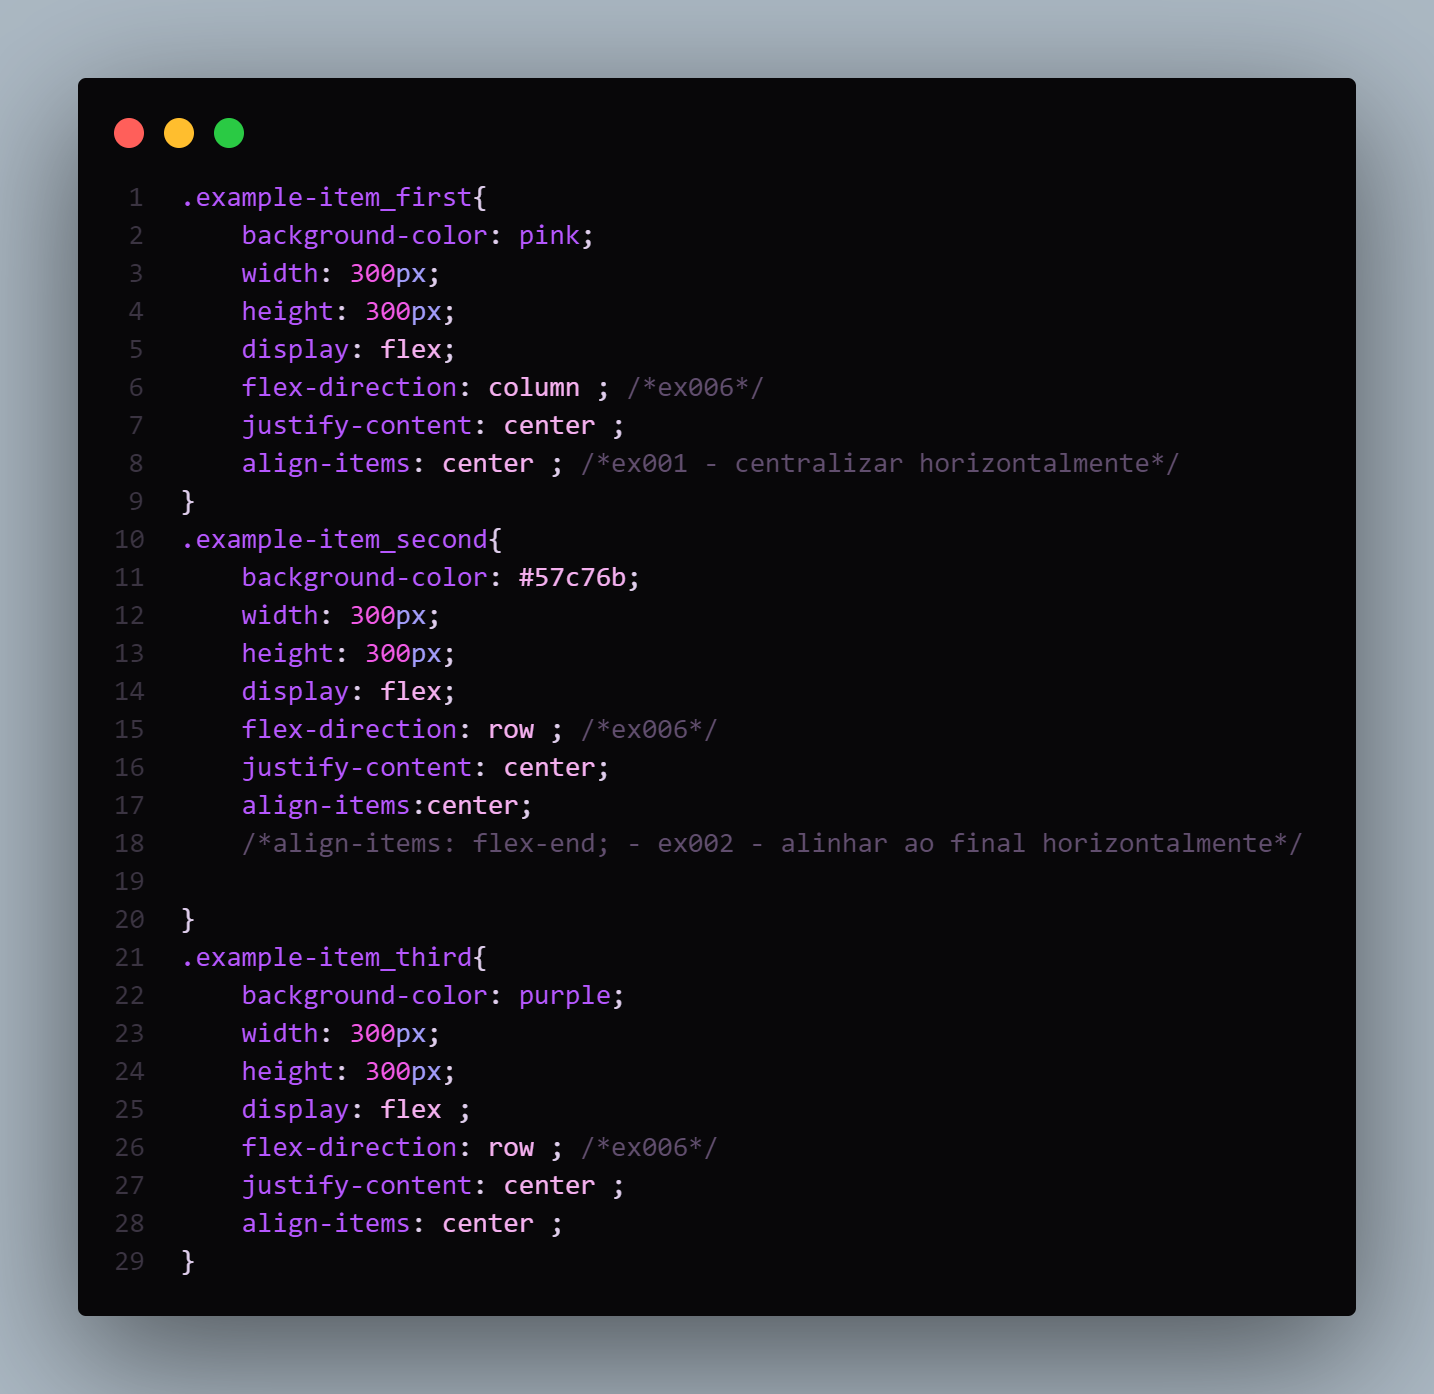 1 .example-item_first{
2     background-color: pink;
3     width: 300px;
4     height: 300px;
5     display: flex;
6     flex-direction: column ; /*ex006*/
7     justify-content: center ;
8     align-items: center ; /*ex001 - centralizar horizontalmente*/
9 }
10 .example-item_second{
11     background-color: #57c76b;
12     width: 300px;
13     height: 300px;
14     display: flex;
15     flex-direction: row ; /*ex006*/
16     justify-content: center;
17     align-items:center;
18     /*align-items: flex-end; - ex002 - alinhar ao final horizontalmente*/
19
20 }
21 .example-item_third{
22     background-color: purple;
23     width: 300px;
24     height: 300px;
25     display: flex ;
26     flex-direction: row ; /*ex006*/
27     justify-content: center ;
28     align-items: center ;
29 }